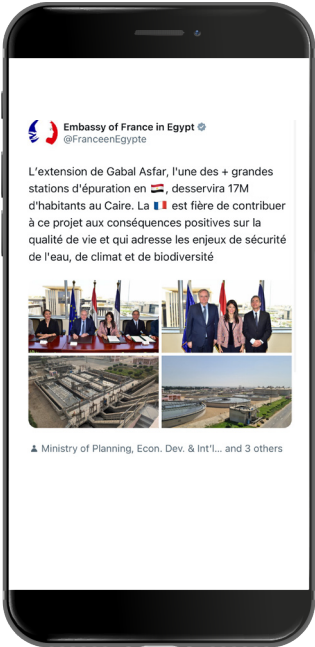 Embassy of France in Egypt
@FranceenEgypte
L'extension de Gabal Asfar, l'une des + grandes
stations d'épuration en 🇪🇬, desservira 17M
d'habitants au Caire. La 🇫🇷 est fière de contribuer
à ce projet aux conséquences positives sur la
qualité de vie et qui adresse les enjeux de sécurité
de l'eau, de climat et de biodiversité
Ministry of Planning, Econ. Dev. & Int'l... and 3 others